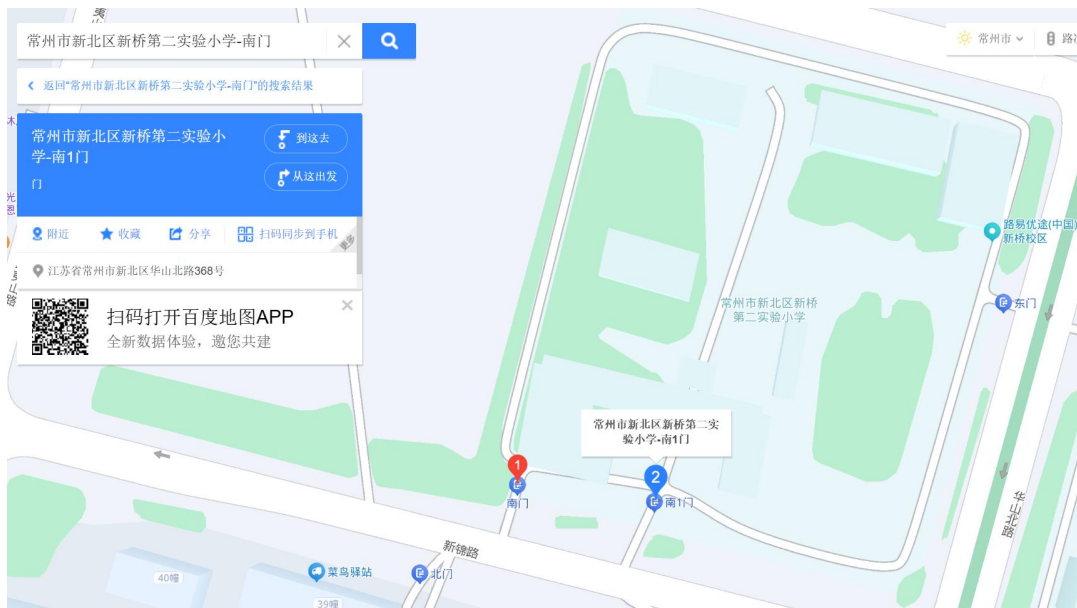 常州市新北区新桥第二实验小学-南门
常州市
返回“常州市新北区新桥第二实验小学-南门”的搜索结果
常州市新北区新桥第二实验小
学-南1门
门
到这去
从这出发
附近
收藏
分享
扫码同步到手机
更多
江苏省常州市新北区华山北路368号
扫码打开百度地图APP
全新数据体验，邀您共建
路易优途(中国)
新桥校区
东门
常州市新北区新桥
第二实验小学
常州市新北区新桥第二实
验小学-南1门
1
2
南门
南1门
华山北路
新锦路
菜鸟驿站
北门
40幢
39幢